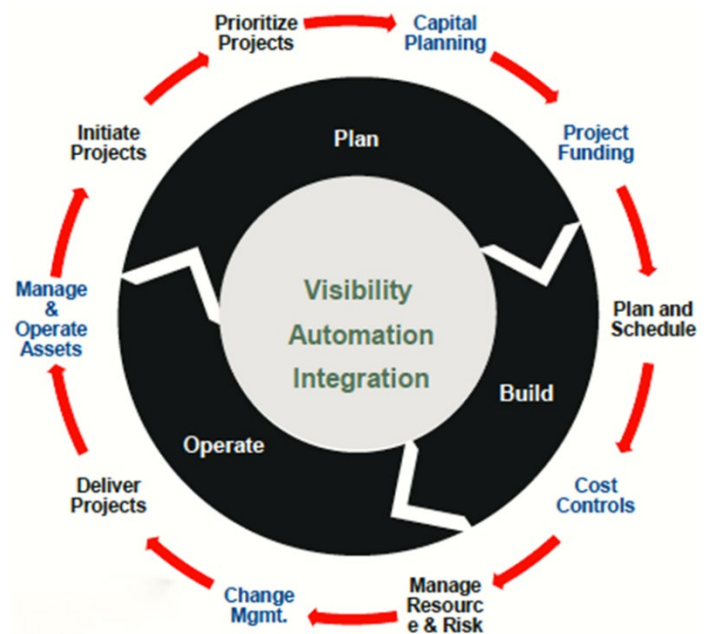 Prioritize
Projects
Capital
Planning
Initiate
Projects
Plan
Project
Funding
Manage
&
Operate
Assets
Visibility
Automation
Integration
Plan and
Schedule
Build
Operate
Deliver
Projects
Cost
Controls
Change
Mgmt.
Manage
Resourc
e & Risk